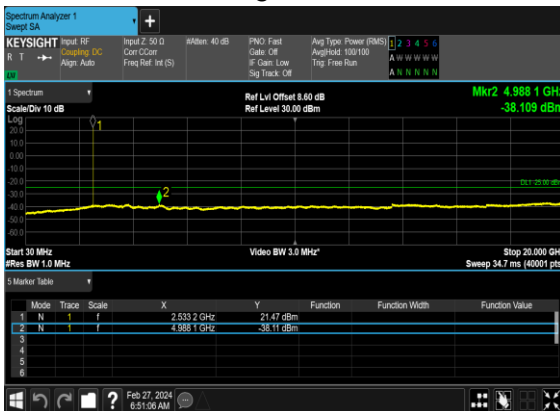 Spectrum Analyzer 1
Swept SA
+
KEYSIGHT Input: RF Input Z: 50 Ω #Atten: 40 dB PNO: Fast Avg Type: Power (RMS) 1 2 3 4 5 6
R T Coupling: DC Corr CCorr Gate: Off Avg|Hold: 100/100 A W W W W W
Align: Auto Freq Ref: Int (S) IF Gain: Low Trig: Free Run
Sig Track: Off A N N N N N
1 Spectrum Ref Lvl Offset 8.60 dB Mkr2 4.988 1 GHz
Scale/Div 10 dB Ref Level 30.00 dBm -38.109 dBm
Log
20.0
10.0
0.00
-10.0
-20.0
-30.0
-40.0
-50.0
-60.0
1
2
DL1 -25.00 dBm
Start 30 MHz Video BW 3.0 MHz* Stop 20.000 GHz
#Res BW 1.0 MHz Sweep 34.7 ms (40001 pts)
5 Marker Table
Mode Trace Scale X Y Function Function Width Function Value
1 N 1 f 2.533 2 GHz 21.47 dBm
2 N 1 f 4.988 1 GHz -38.11 dBm
3
4
5
6
? Feb 27, 2024
6:51:06 AM